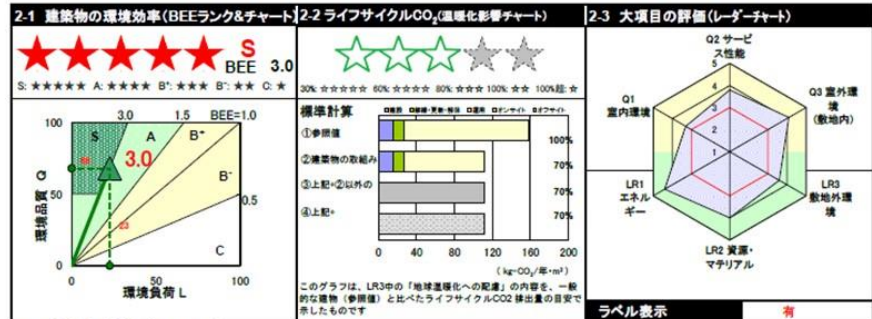 2-1 建築物の環境効率(BEEランク&チャート)
S
BEE 3.0
S: ★★★★★ A: ★★★★ B⁺: ★★★ B⁻: ★★ C: ★
3.0
1.5
BEE=1.0
100
S
A
B⁺
3.0
B⁻
50
0.5
23
C
0
0
50
100
環境品質 Q
環境負荷 L
2-2 ライフサイクルCO₂(温暖化影響チャート)
30%: ☆☆☆☆☆ 60%: ☆☆☆☆ 80%: ☆☆☆ 100%: ☆☆ 100%超: ☆
標準計算
□建設 □修繕・更新・解体 □運用 □オンサイト □オフサイト
①参照値
100%
②建築物の取組み
70%
③上記+②以外の
70%
④上記+
70%
0 40 80 120 160 200
(kg-CO₂/年・m²)
このグラフは、LR3中の「地球温暖化への配慮」の内容を、一般
的な建物(参照値)と比べたライフサイクルCO2 排出量の目安で
示したものです
2-3 大項目の評価(レーダーチャート)
Q2 サービ
ス性能
5
4
3
2
1
Q1
室内環境
Q3 室外環
境
(敷地内)
LR1
エネル
ギー
LR3
敷地外環
境
LR2 資源・
マテリアル
ラベル表示
有